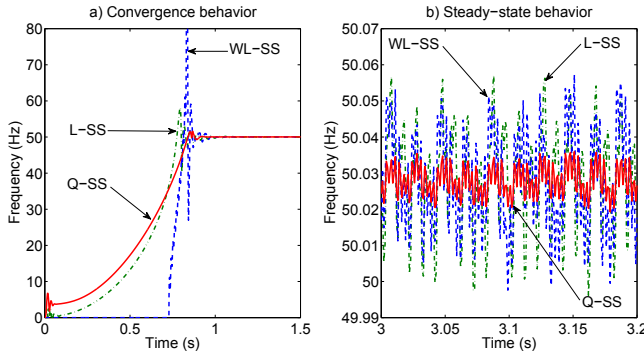 a) Convergence behavior
80
70
60
50
40
30
20
10
0
Frequency (Hz)
WL-SS
L-SS
Q-SS
0
0.5
1
1.5
Time (s)
b) Steady-state behavior
50.07
50.06
50.05
50.04
50.03
50.02
50.01
50
49.99
Frequency (Hz)
WL-SS
L-SS
Q-SS
3
3.05
3.1
3.15
3.2
Time (s)